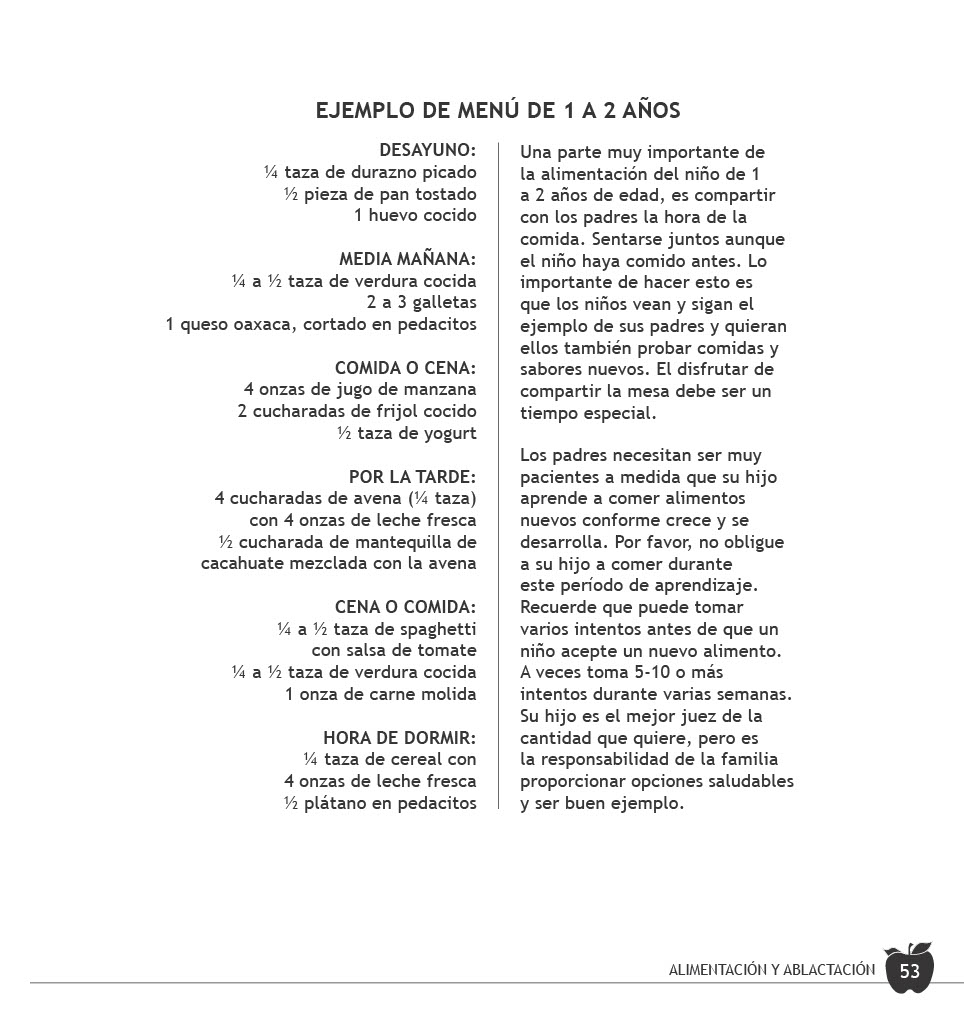 EJEMPLO DE MENÚ DE 1 A 2 AÑOS
DESAYUNO:
¼ taza de durazno picado
½ pieza de pan tostado
1 huevo cocido
MEDIA MAÑANA:
¼ a ½ taza de verdura cocida
2 a 3 galletas
1 queso oaxaca, cortado en pedacitos
COMIDA O CENA:
4 onzas de jugo de manzana
2 cucharadas de frijol cocido
½ taza de yogurt
POR LA TARDE:
4 cucharadas de avena (¼ taza)
con 4 onzas de leche fresca
½ cucharada de mantequilla de
cacahuate mezclada con la avena
CENA O COMIDA:
¼ a ½ taza de spaghetti
con salsa de tomate
¼ a ½ taza de verdura cocida
1 onza de carne molida
HORA DE DORMIR:
¼ taza de cereal con
4 onzas de leche fresca
½ plátano en pedacitos
Una parte muy importante de
la alimentación del niño de 1
a 2 años de edad, es compartir
con los padres la hora de la
comida. Sentarse juntos aunque
el niño haya comido antes. Lo
importante de hacer esto es
que los niños vean y sigan el
ejemplo de sus padres y quieran
ellos también probar comidas y
sabores nuevos. El disfrutar de
compartir la mesa debe ser un
tiempo especial.
Los padres necesitan ser muy
pacientes a medida que su hijo
aprende a comer alimentos
nuevos conforme crece y se
desarrolla. Por favor, no obligue
a su hijo a comer durante
este período de aprendizaje.
Recuerde que puede tomar
varios intentos antes de que un
niño acepte un nuevo alimento.
A veces toma 5-10 o más
intentos durante varias semanas.
Su hijo es el mejor juez de la
cantidad que quiere, pero es
la responsabilidad de la familia
proporcionar opciones saludables
y ser buen ejemplo.
ALIMENTACIÓN Y ABLACTACIÓN 53